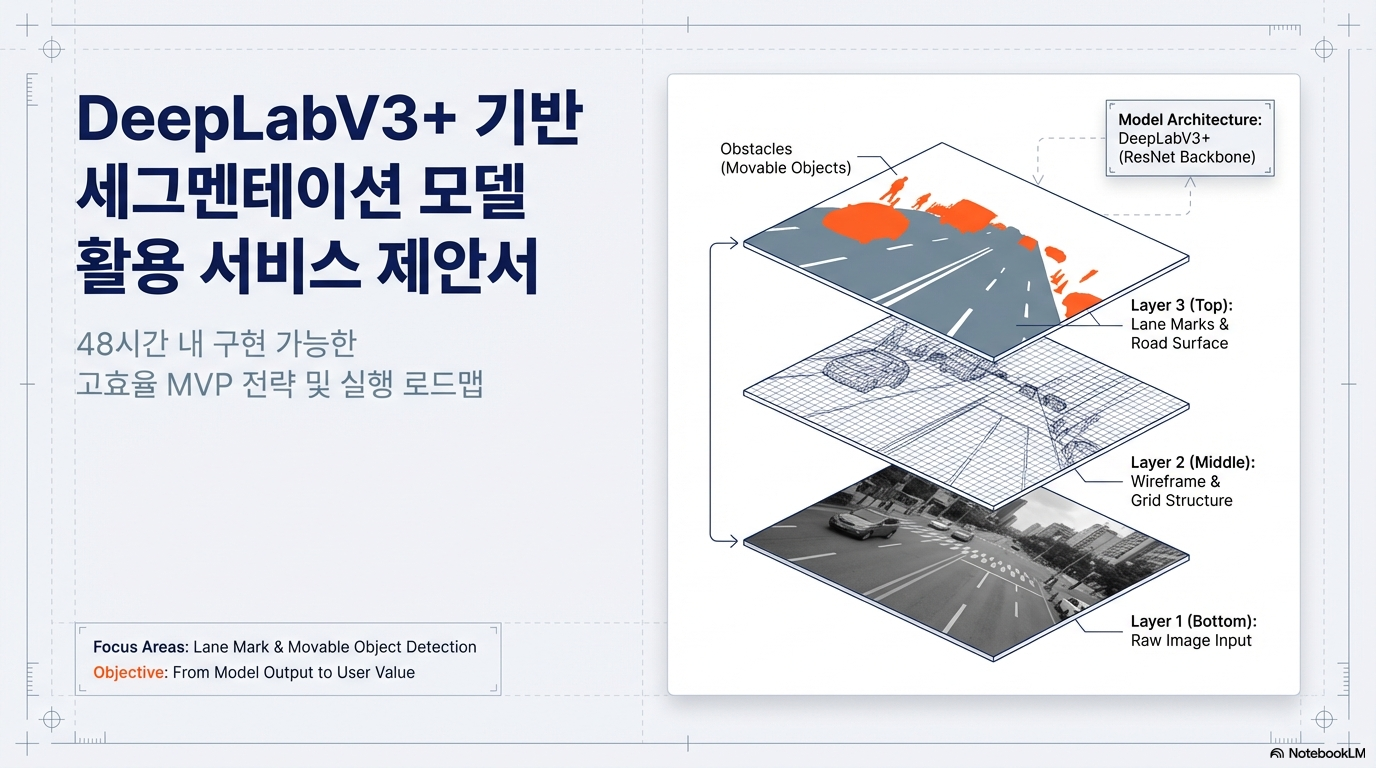 DeepLabV3+ 기반
세그멘테이션 모델
활용 서비스 제안서
48시간 내 구현 가능한
고효율 MVP 전략 및 실행 로드맵
Focus Areas: Lane Mark & Movable Object Detection
Objective: From Model Output to User Value
Model Architecture:
DeepLabV3+
(ResNet Backbone)
Obstacles
(Movable Objects)
Layer 3 (Top):
Lane Marks &
Road Surface
Layer 2 (Middle):
Wireframe &
Grid Structure
Layer 1 (Bottom):
Raw Image Input
NotebookLM